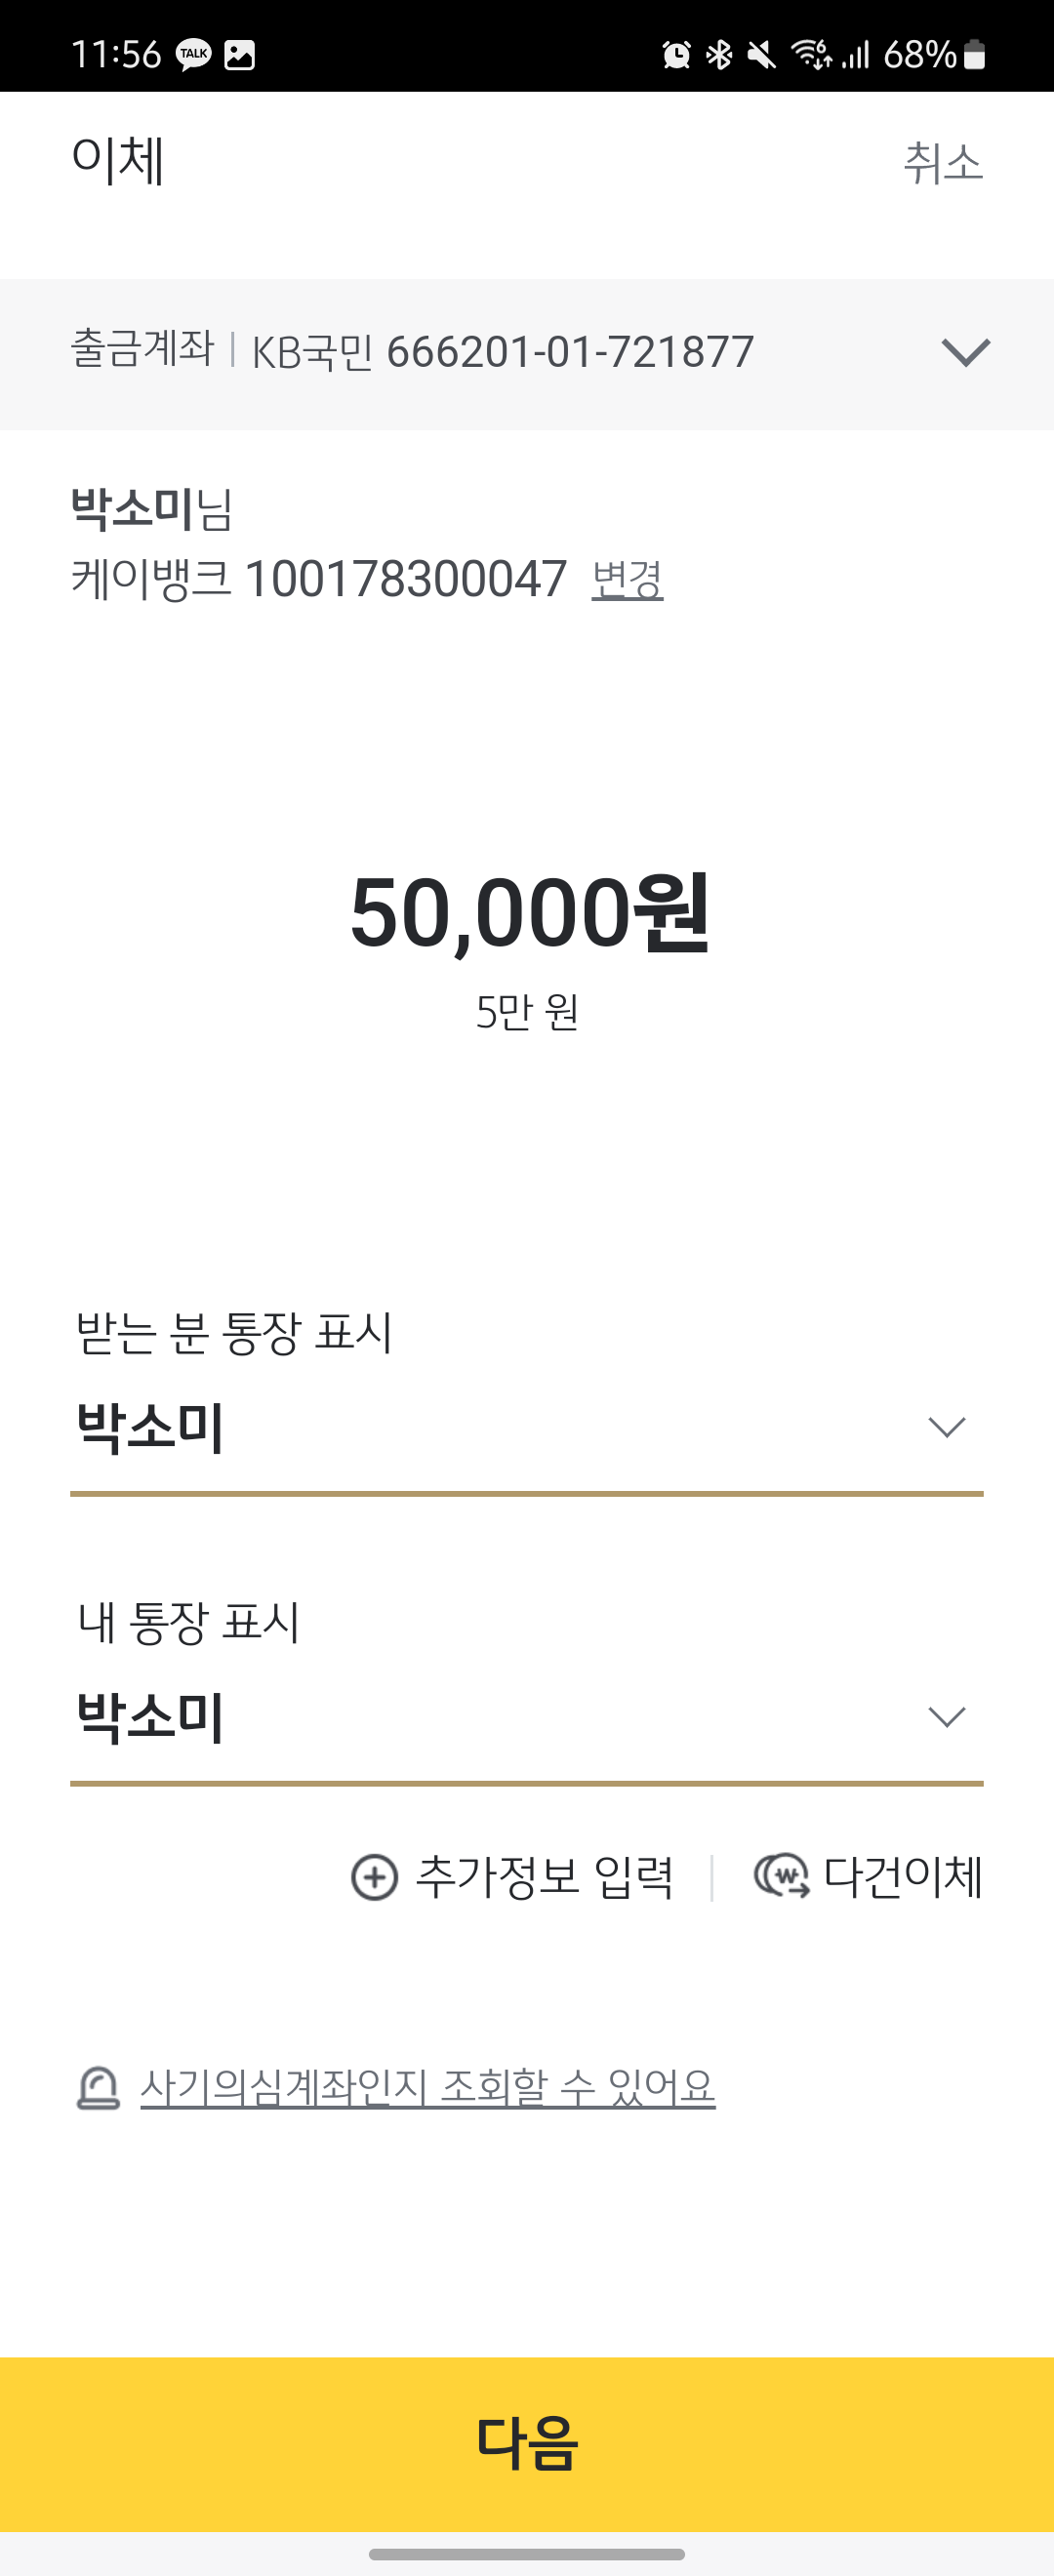 11:56 TALK 6 68%
이체 취소
출금계좌 | KB국민 666201-01-721877
박소미님
케이뱅크 100178300047 변경
50,000원
5만 원
받는 분 통장 표시
박소미
내 통장 표시
박소미
추가정보 입력 | 다건이체
사기의심계좌인지 조회할 수 있어요
다음